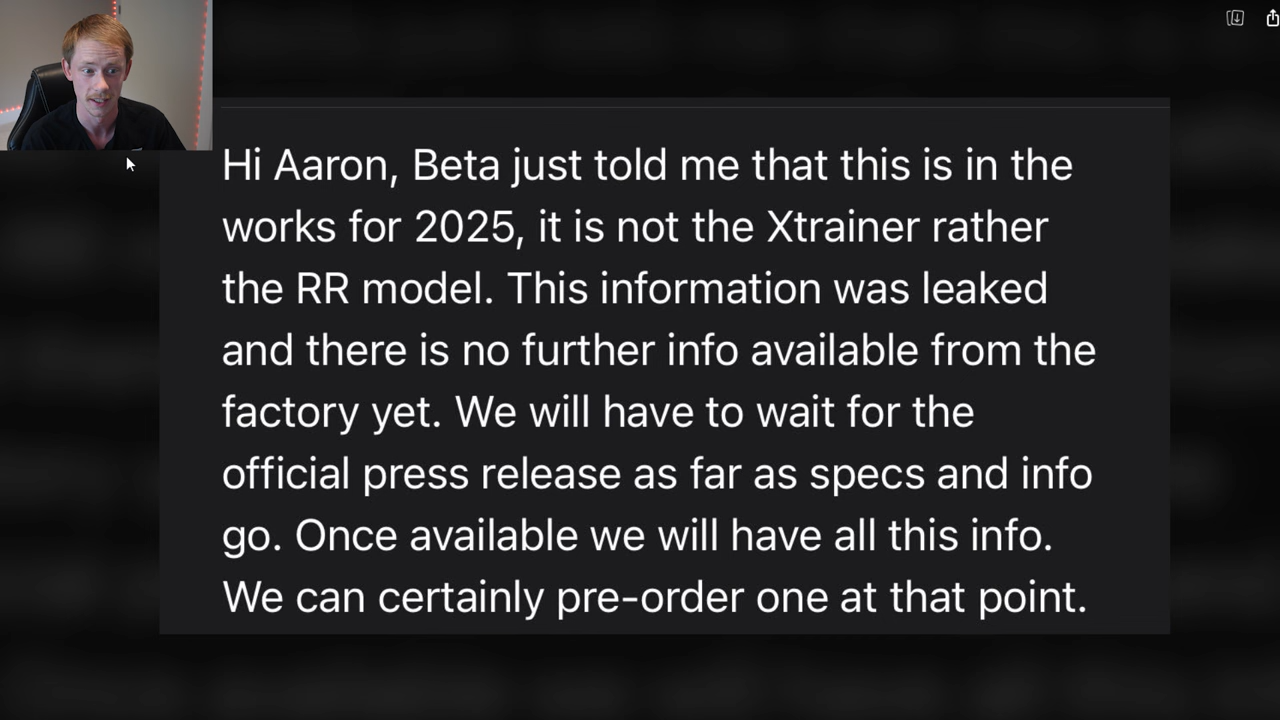 Hi Aaron, Beta just told me that this is in the
works for 2025, it is not the Xtrainer rather
the RR model. This information was leaked
and there is no further info available from the
factory yet. We will have to wait for the
official press release as far as specs and info
go. Once available we will have all this info.
We can certainly pre-order one at that point.